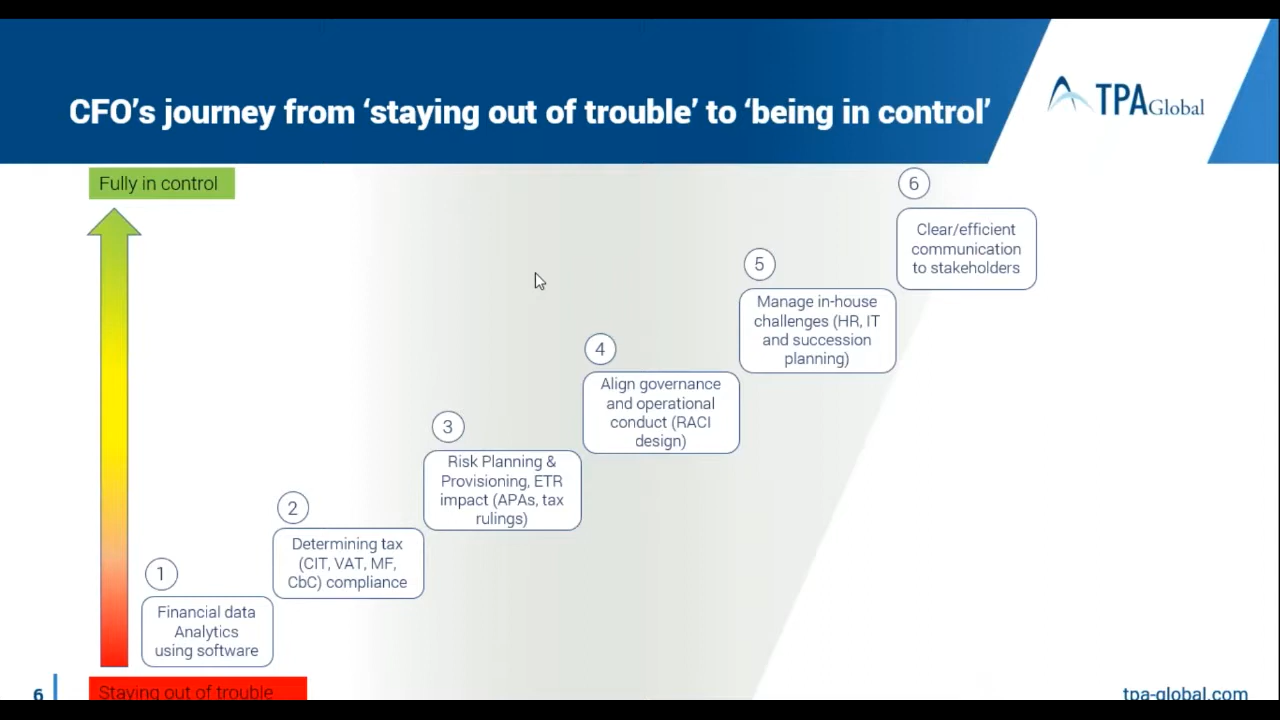 CFO's journey from 'staying out of trouble' to 'being in control'
TPA Global
Fully in control
6
Clear/efficient
communication
to stakeholders
5
Manage in-house
challenges (HR, IT
and succession
planning)
4
Align governance
and operational
conduct (RACI
design)
3
Risk Planning &
Provisioning, ETR
impact (APAs, tax
rulings)
2
Determining tax
(CIT, VAT, MF,
CbC) compliance
1
Financial data
Analytics
using software
Staying out of trouble
6
tpa-global.com